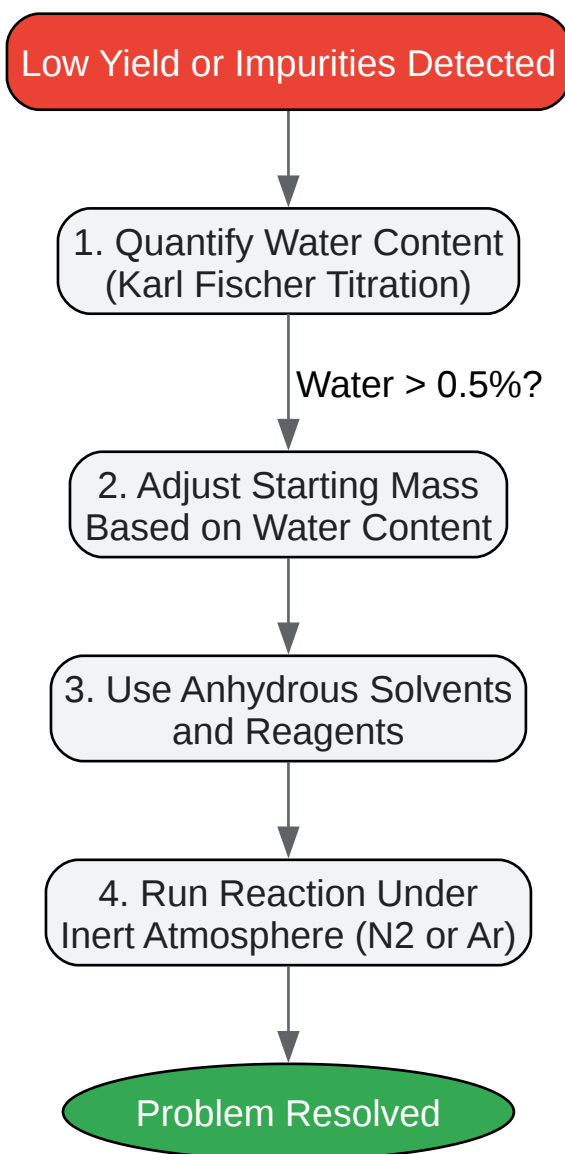 Low Yield or Impurities Detected
1. Quantify Water Content
(Karl Fischer Titration)
Water > 0.5%?
2. Adjust Starting Mass
Based on Water Content
3. Use Anhydrous Solvents
and Reagents
4. Run Reaction Under
Inert Atmosphere (N2 or Ar)
Problem Resolved